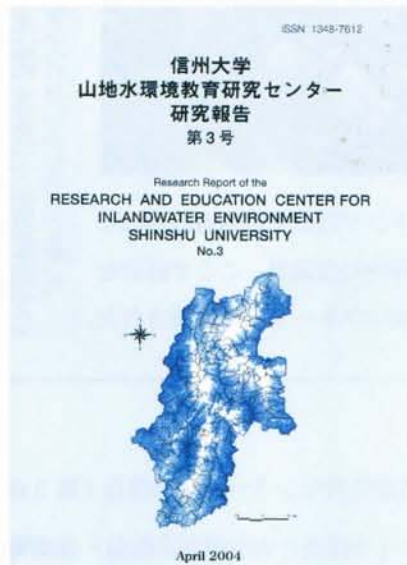 ISSN 1348-7612
信州大学
山地水環境教育研究センター
研究報告
第3号
Research Report of the
RESEARCH AND EDUCATION CENTER FOR
INLANDWATER ENVIRONMENT
SHINSHU UNIVERSITY
No.3
April 2004